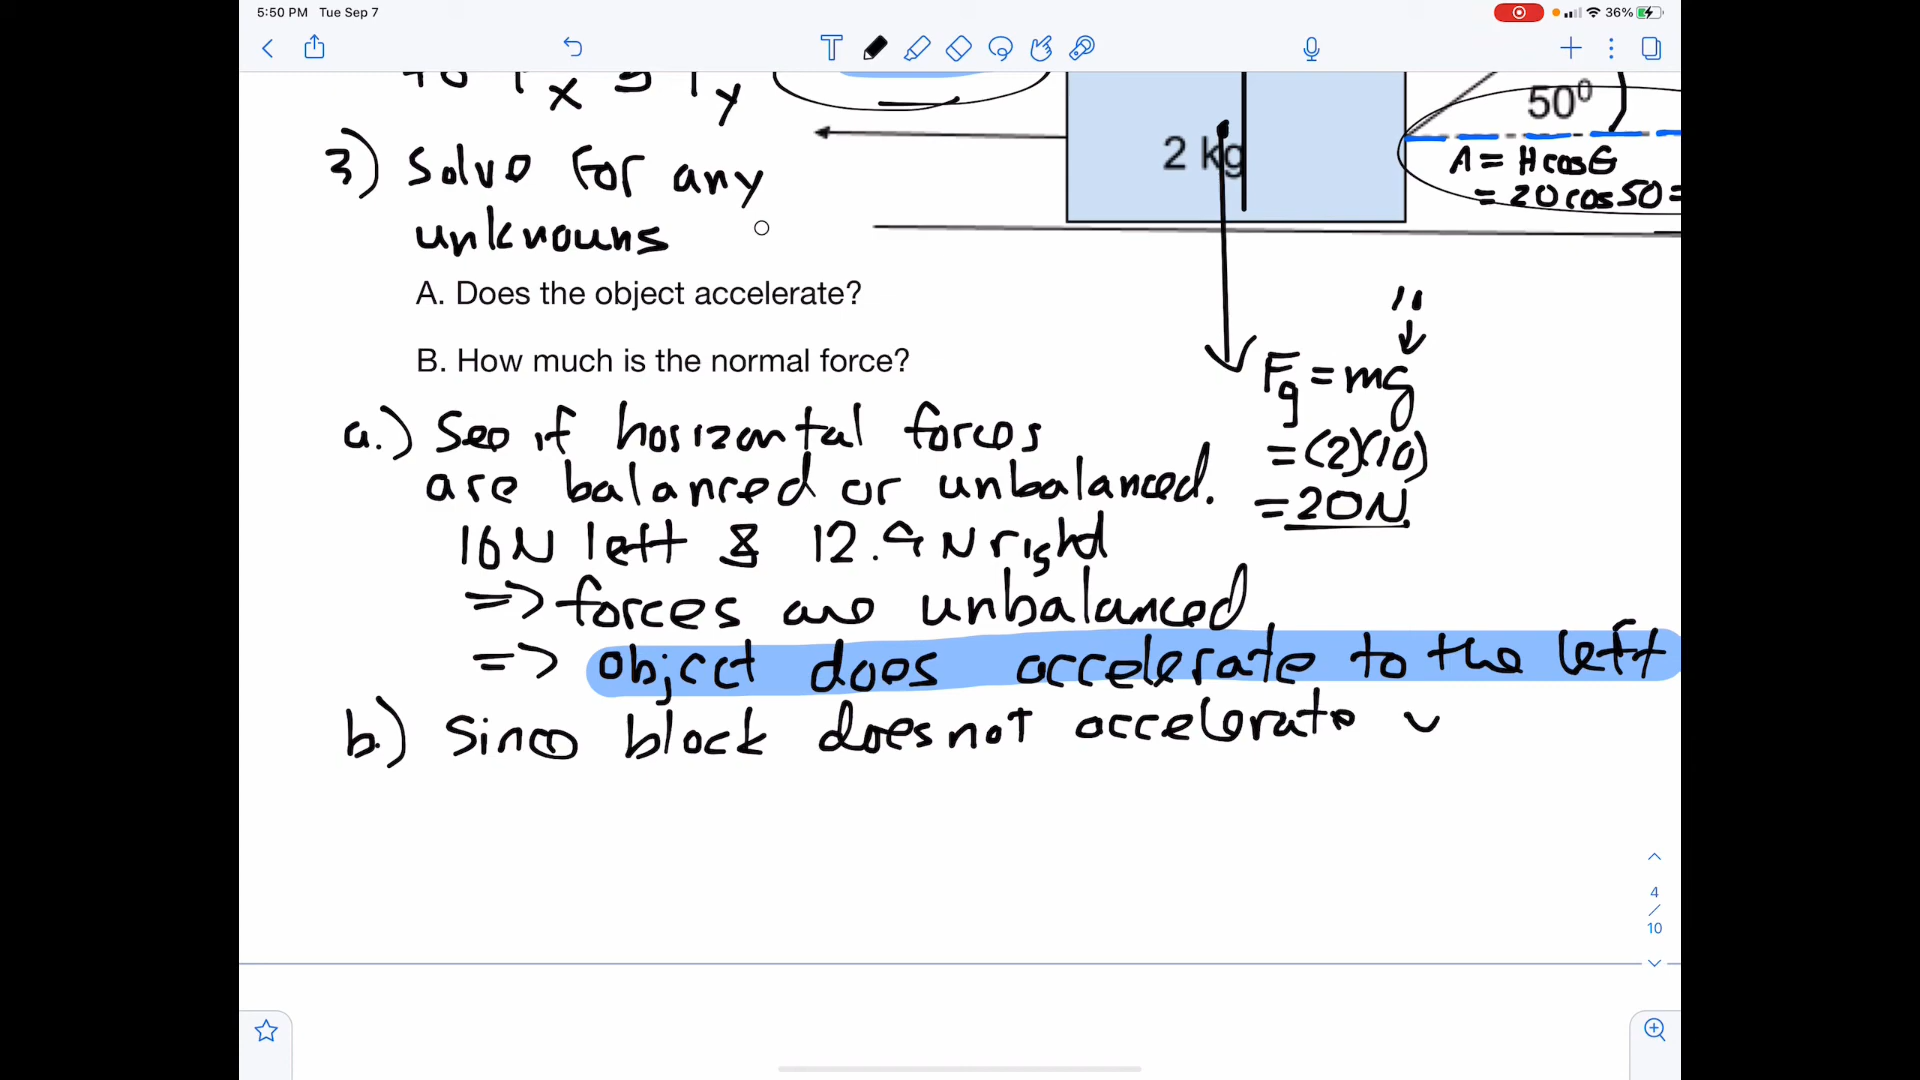 5:50 PM Tue Sep 7
36%
x
y
50⁰
3) Solve for any
unknowns
2 kg
A = H cos θ
= 20 cos 50 =
A. Does the object accelerate?
B. How much is the normal force?
Fg = mg
= (2)(10)
= 20N
a.) See if horizontal forces
are balanced or unbalanced.
16N left & 12.9 N right
=> forces are unbalanced
=> object does accelerate to the left
b.) Since block does not accelerate
4
/
10